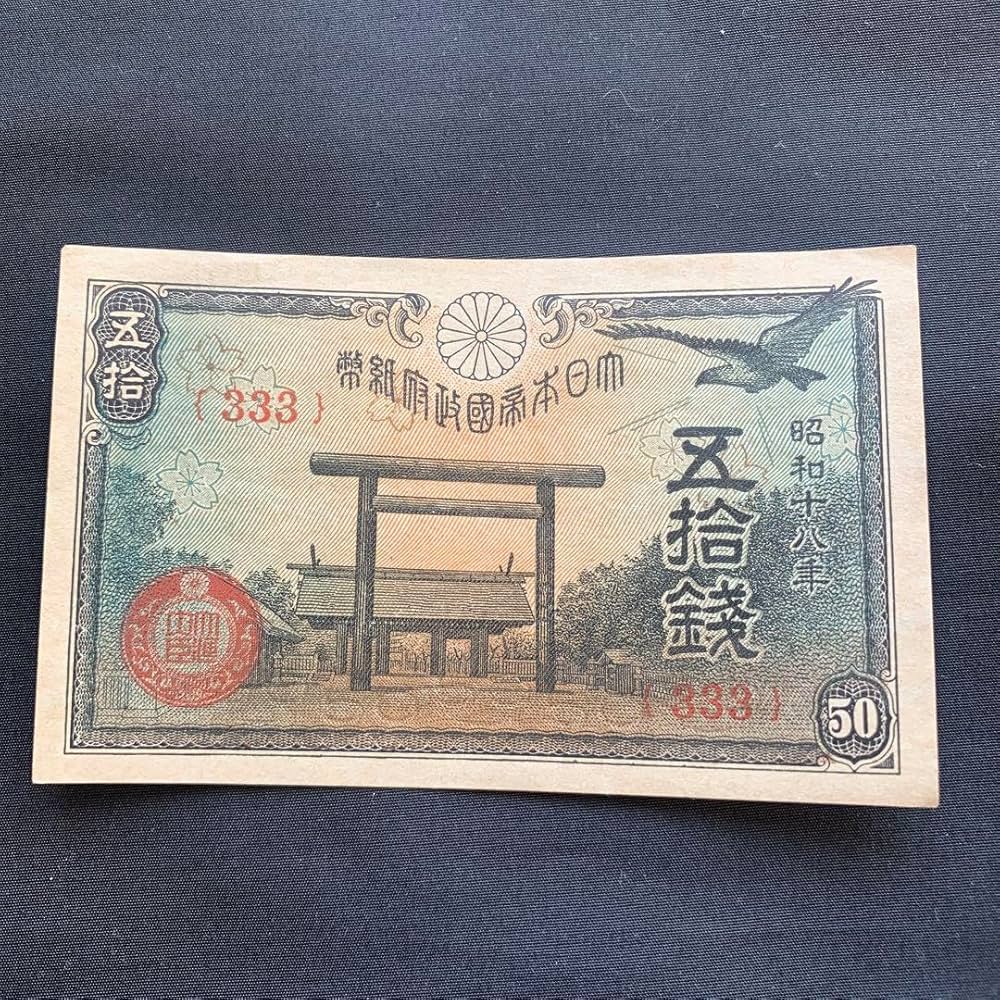 五拾
大日本帝國政府紙幣
{ 333 }
昭和十八年
五拾錢
{ 333 }
50